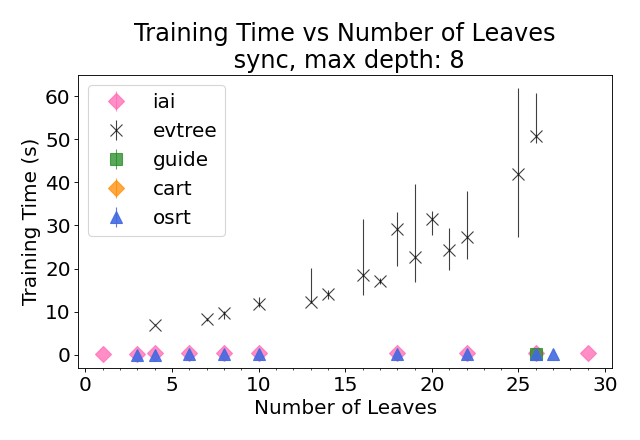 Training Time vs Number of Leaves
sync, max depth: 8
iai
evtree
guide
cart
osrt
Training Time (s)
60
50
40
30
20
10
0
0 5 10 15 20 25 30
Number of Leaves